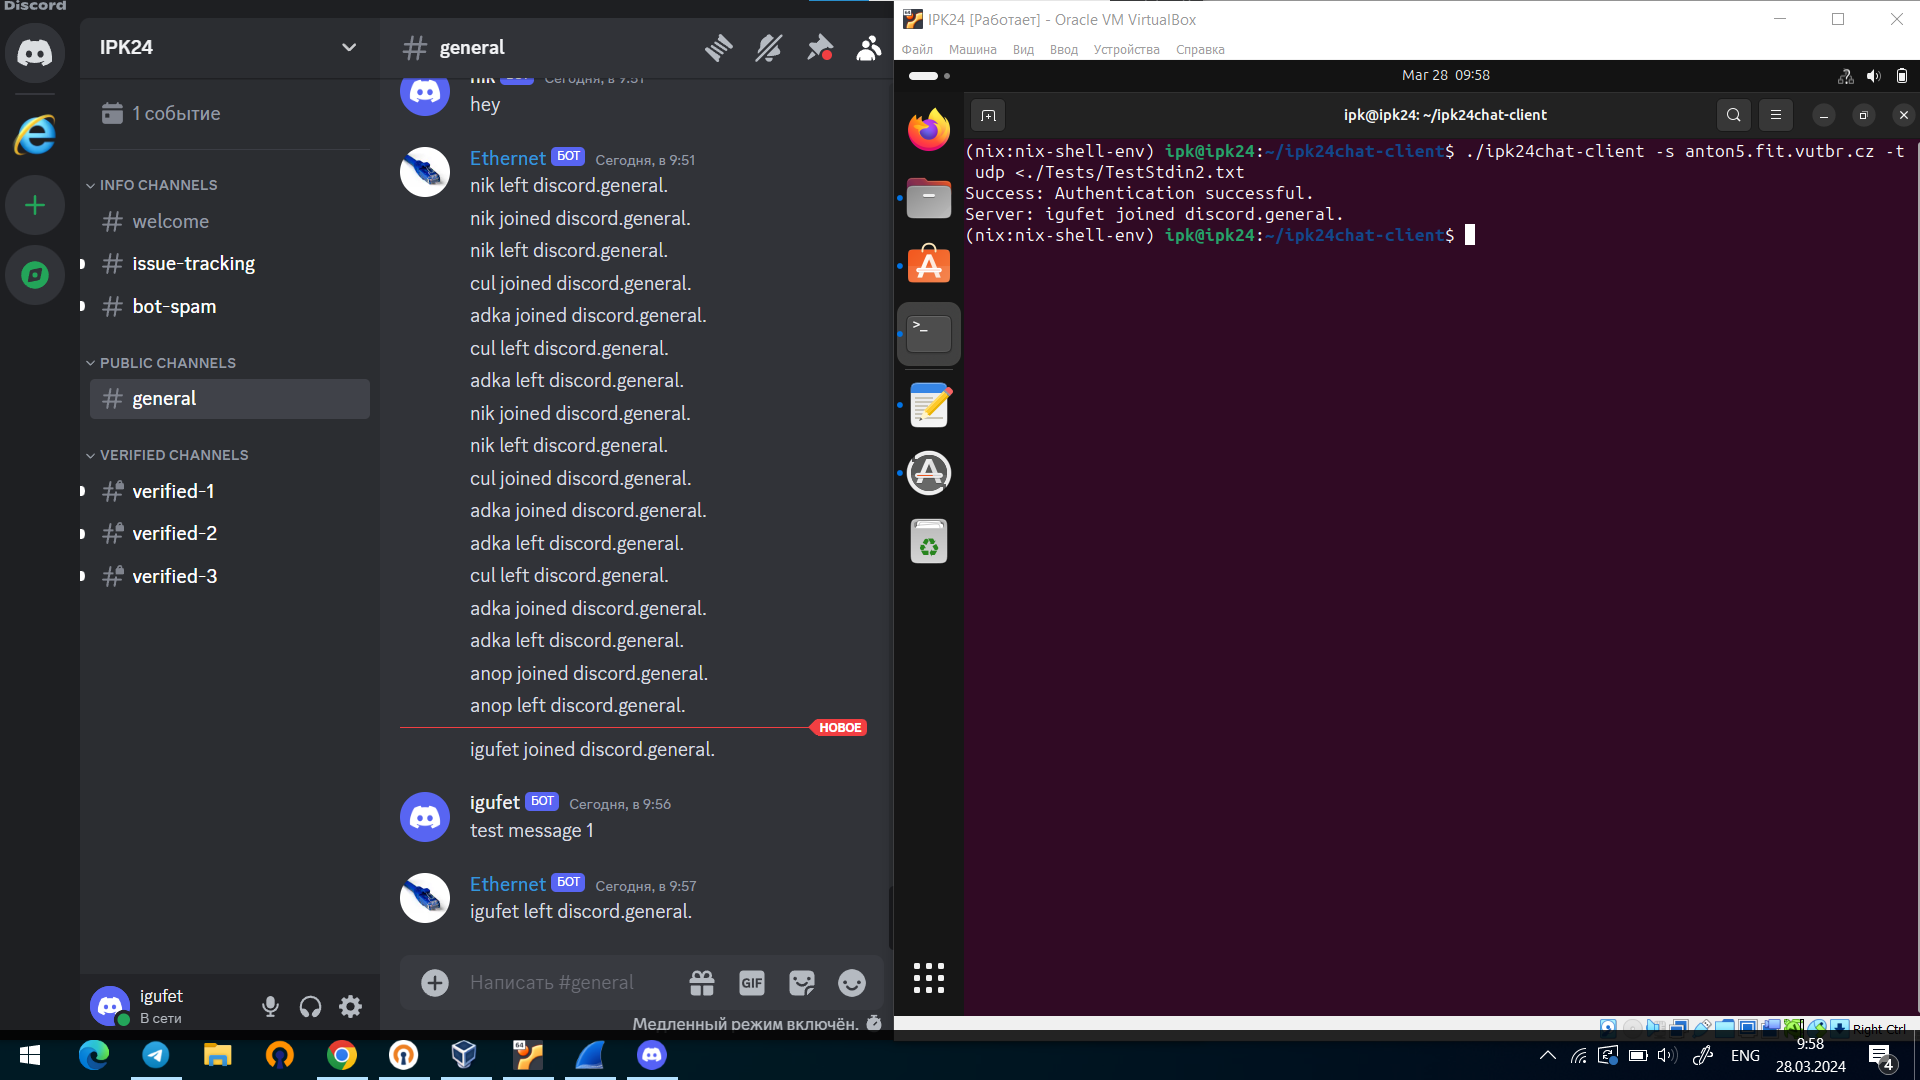 Discord
IPK24
1 событие
INFO CHANNELS
welcome
issue-tracking
bot-spam
PUBLIC CHANNELS
general
VERIFIED CHANNELS
verified-1
verified-2
verified-3
igufet
В сети
general
nik БОТ Сегодня, в 9:51
hey
Ethernet БОТ Сегодня, в 9:51
nik left discord.general.
nik joined discord.general.
nik left discord.general.
cul joined discord.general.
adka joined discord.general.
cul left discord.general.
adka left discord.general.
nik joined discord.general.
nik left discord.general.
cul joined discord.general.
adka joined discord.general.
adka left discord.general.
cul left discord.general.
adka joined discord.general.
adka left discord.general.
anop joined discord.general.
anop left discord.general.
НОВОЕ
igufet joined discord.general.
igufet БОТ Сегодня, в 9:56
test message 1
Ethernet БОТ Сегодня, в 9:57
igufet left discord.general.
Написать #general
GIF
Медленный режим включён.
IPK24 [Работает] - Oracle VM VirtualBox
Файл Машина Вид Ввод Устройства Справка
Mar 28 09:58
ipk@ipk24: ~/ipk24chat-client
(nix:nix-shell-env) ipk@ipk24:~/ipk24chat-client$ ./ipk24chat-client -s anton5.fit.vutbr.cz -t
udp <./Tests/TestStdin2.txt
Success: Authentication successful.
Server: igufet joined discord.general.
(nix:nix-shell-env) ipk@ipk24:~/ipk24chat-client$
Right Ctrl
ENG
9:58
28.03.2024
4